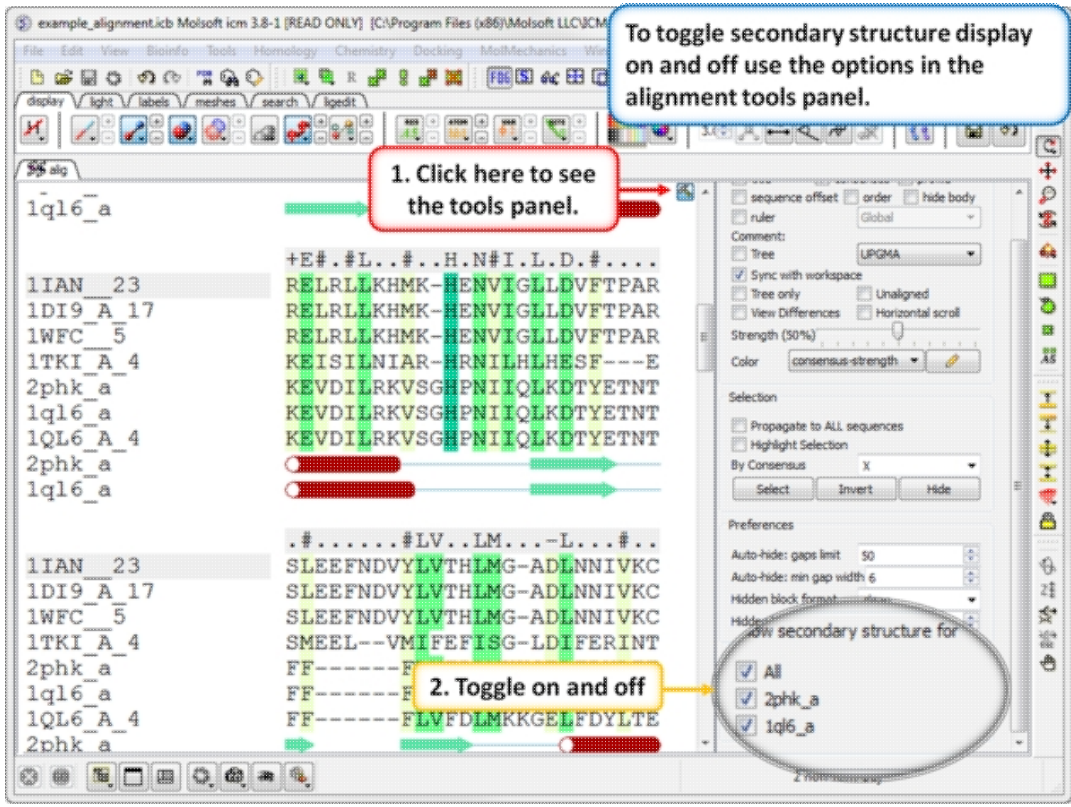 example_alignment.icb Molsoft icm 3.8-1 [READ ONLY] [C:\Program Files (x86)\Molsoft LLC\ICM
To toggle secondary structure display
on and off use the options in the
alignment tools panel.
File Edit View Bioinfo Tools Homology Chemistry Docking MolMechanics
display light labels meshes search ligedit
alig
1. Click here to see
the tools panel.
1ql6_a
sequence offset order hide body
ruler Global
Comment:
Tree UPGMA
Sync with workspace
Tree only Unaligned
View Differences Horizontal scroll
Strength (50%)
Color consensus-strength
Selection
Propagate to ALL sequences
Highlight Selection
By Consensus X
Select Invert Hide
Preferences
Auto-hide: gaps limit 50
Auto-hide: min gap width 6
Hidden block format
+E#.#L..#..H.N#I.L.D.#....
1IAN__23 RELRLLKHMK-HENVIGLLDVFTPAR
1DI9_A_17 RELRLLKHMK-HENVIGLLDVFTPAR
1WFC__5 RELRLLKHMK-HENVIGLLDVFTPAR
1TKI_A_4 KEISILNIAR-HRNILHLHESF---E
2phk_a KEVDILRKVSGHPNIIQLKDTYETNT
1ql6_a KEVDILRKVSGHPNIIQLKDTYETNT
1QL6_A_4 KEVDILRKVSGHPNIIQLKDTYETNT
2phk_a
1ql6_a
.#......#LV..LM...-L...#..
1IAN__23 SLEEFNDVYLVTHLMG-ADLNNIVKC
1DI9_A_17 SLEEFNDVYLVTHLMG-ADLNNIVKC
1WFC__5 SLEEFNDVYLVTHLMG-ADLNNIVKC
1TKI_A_4 SMEEL--VMIFEFISG-LDIFERINT
2phk_a FF------F
1ql6_a FF------F
1QL6_A_4 FF------FLVFDLMKKGELFDYLTE
2phk_a
2. Toggle on and off
secondary structure for
All
2phk_a
1ql6_a